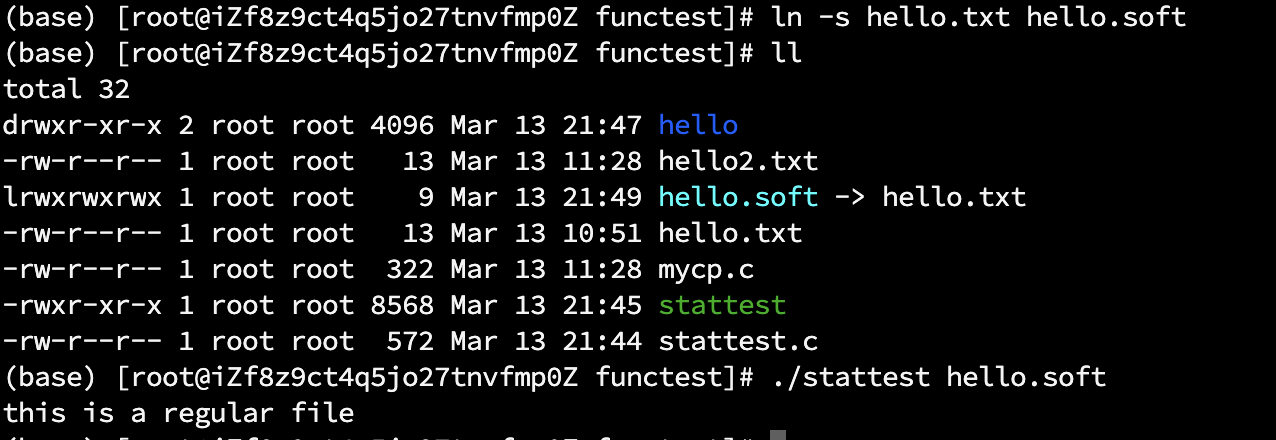 (base) [root@iZf8z9ct4q5jo27tnvfmp0Z functest]# ln -s hello.txt hello.soft
(base) [root@iZf8z9ct4q5jo27tnvfmp0Z functest]# ll
total 32
drwxr-xr-x 2 root root 4096 Mar 13 21:47 hello
-rw-r--r-- 1 root root   13 Mar 13 11:28 hello2.txt
lrwxrwxrwx 1 root root    9 Mar 13 21:49 hello.soft -> hello.txt
-rw-r--r-- 1 root root   13 Mar 13 10:51 hello.txt
-rw-r--r-- 1 root root  322 Mar 13 11:28 mycp.c
-rwxr-xr-x 1 root root 8568 Mar 13 21:45 stattest
-rw-r--r-- 1 root root  572 Mar 13 21:44 stattest.c
(base) [root@iZf8z9ct4q5jo27tnvfmp0Z functest]# ./stattest hello.soft
this is a regular file